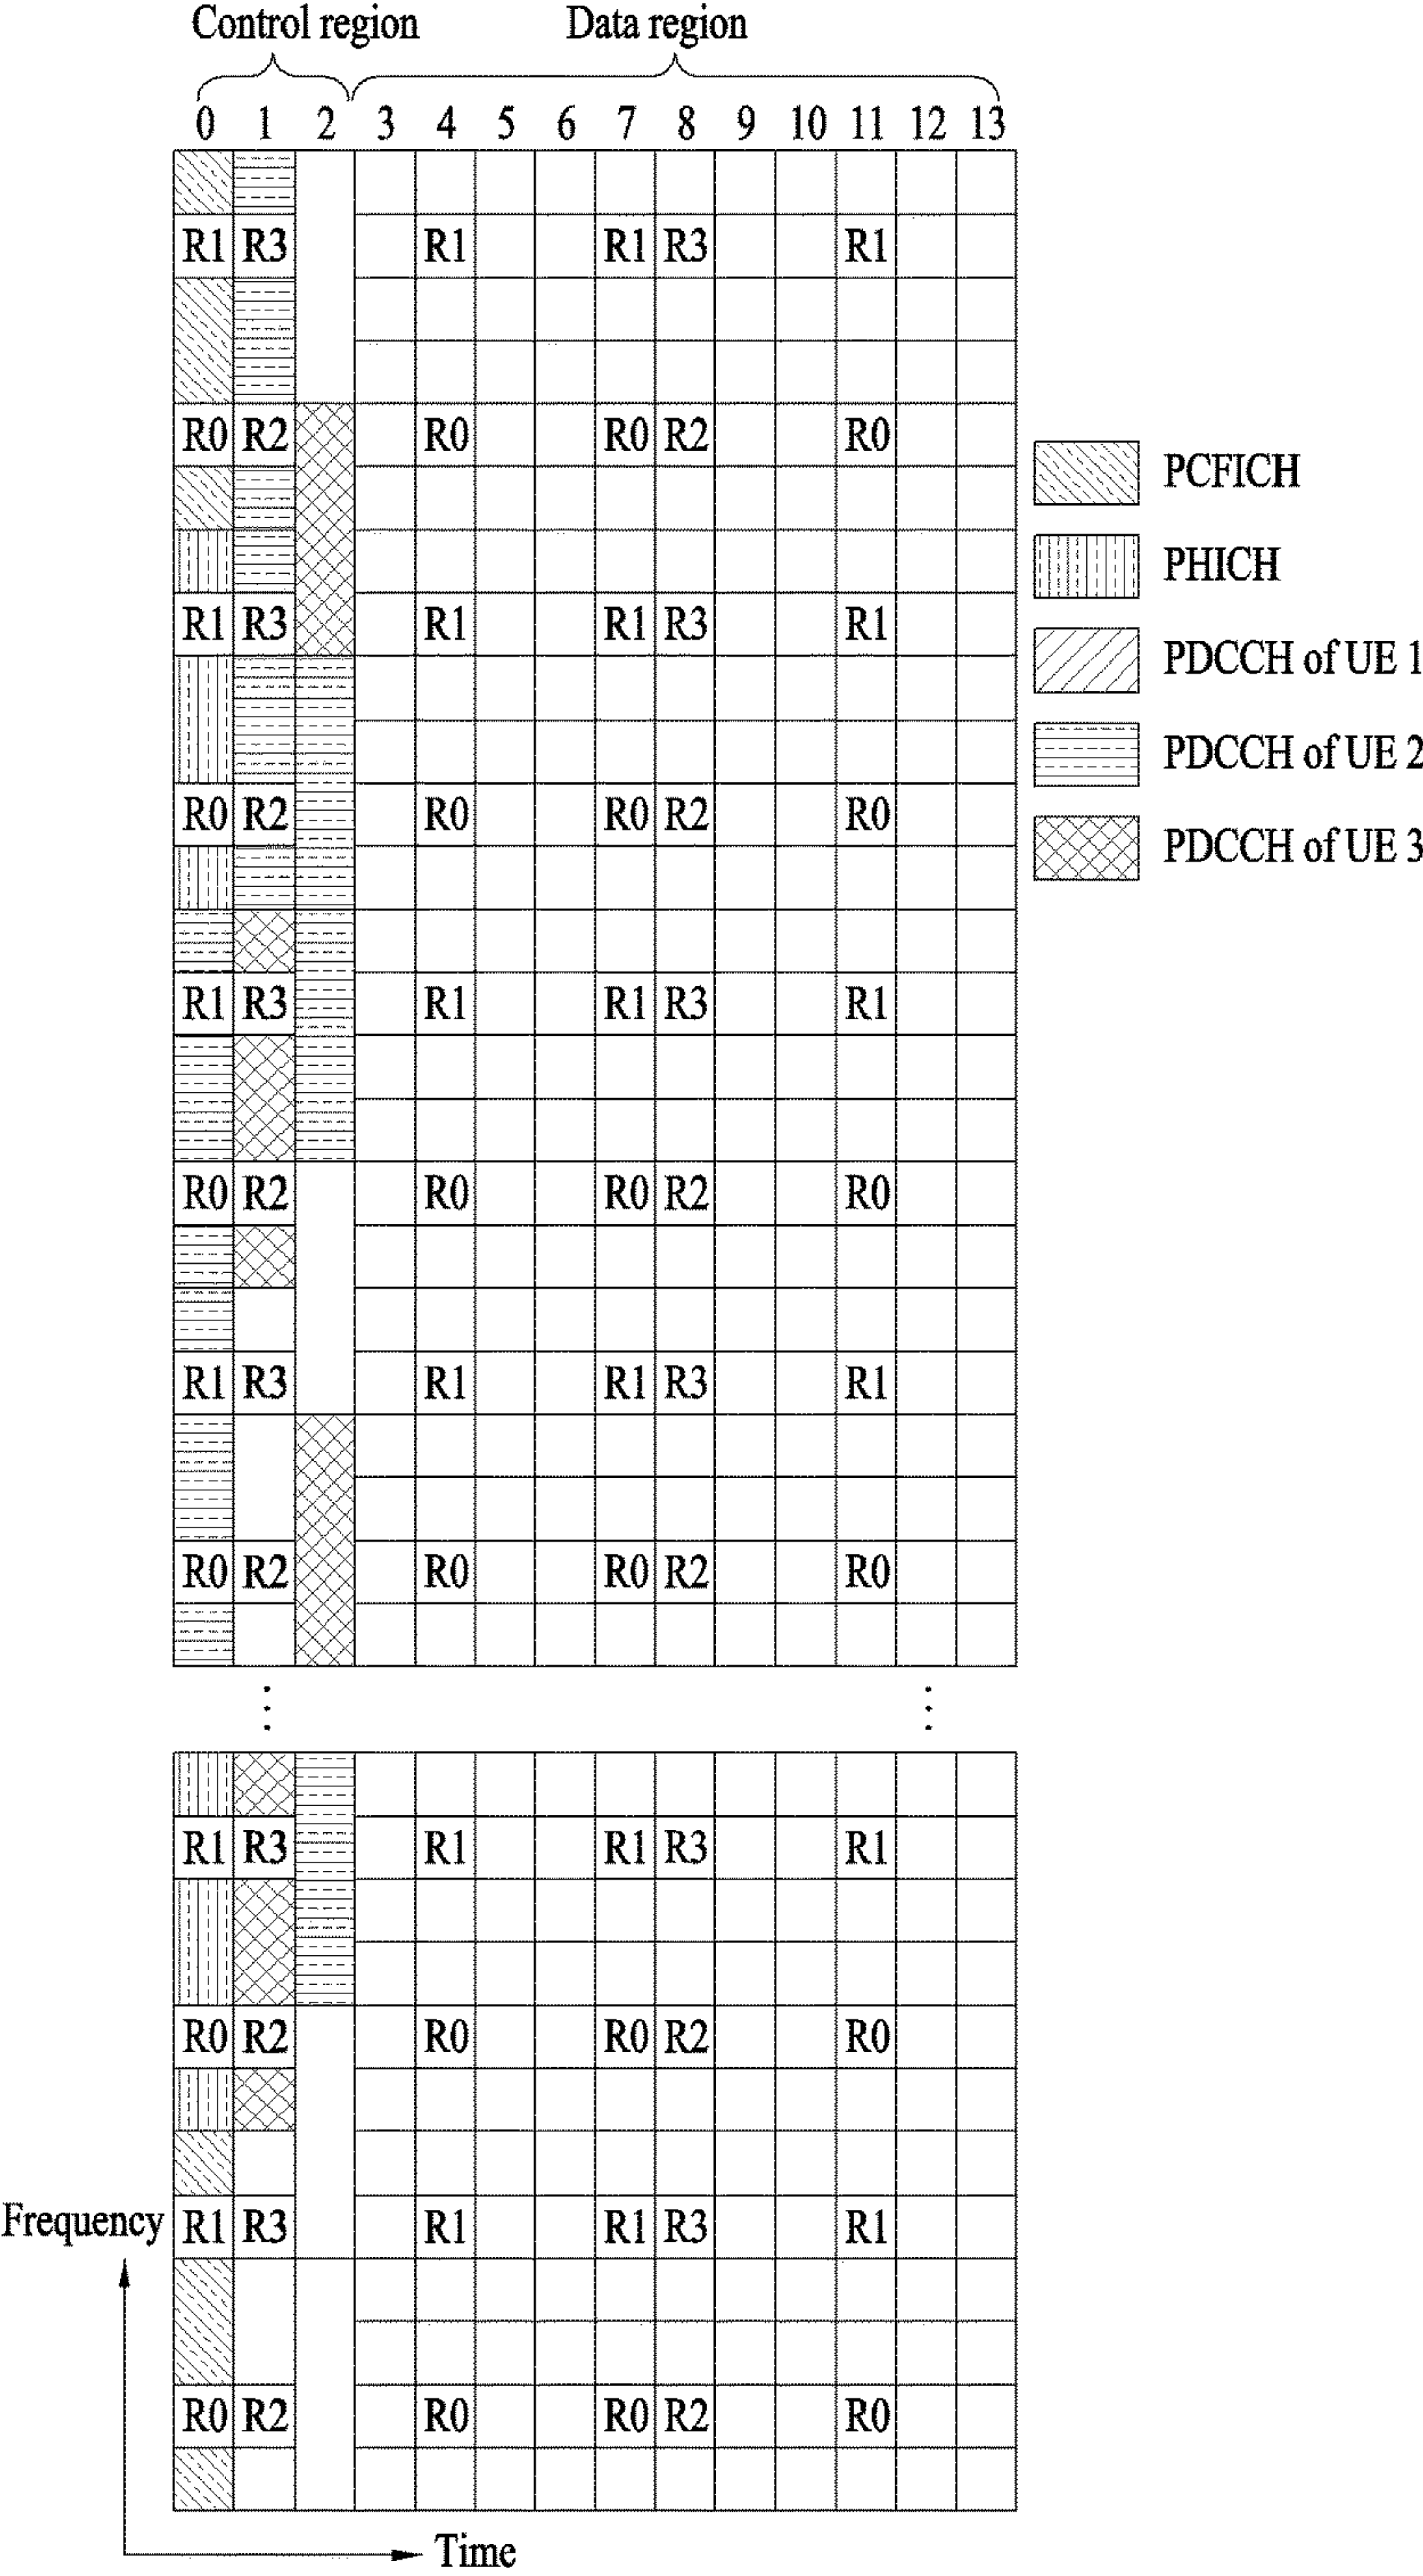 Control region Data region
0 1 2 3 4 5 6 7 8 9 10 11 12 13
R1 R3 R1 R1 R3 R1
R0 R2 R0 R0 R2 R0
PCFICH
PHICH
R1 R3 R1 R1 R3 R1
PDCCH of UE 1
PDCCH of UE 2
R0 R2 R0 R0 R2 R0
PDCCH of UE 3
R1 R3 R1 R1 R3 R1
R0 R2 R0 R0 R2 R0
R1 R3 R1 R1 R3 R1
R0 R2 R0 R0 R2 R0
R1 R3 R1 R1 R3 R1
R0 R2 R0 R0 R2 R0
Frequency R1 R3 R1 R1 R3 R1
R0 R2 R0 R0 R2 R0
Time